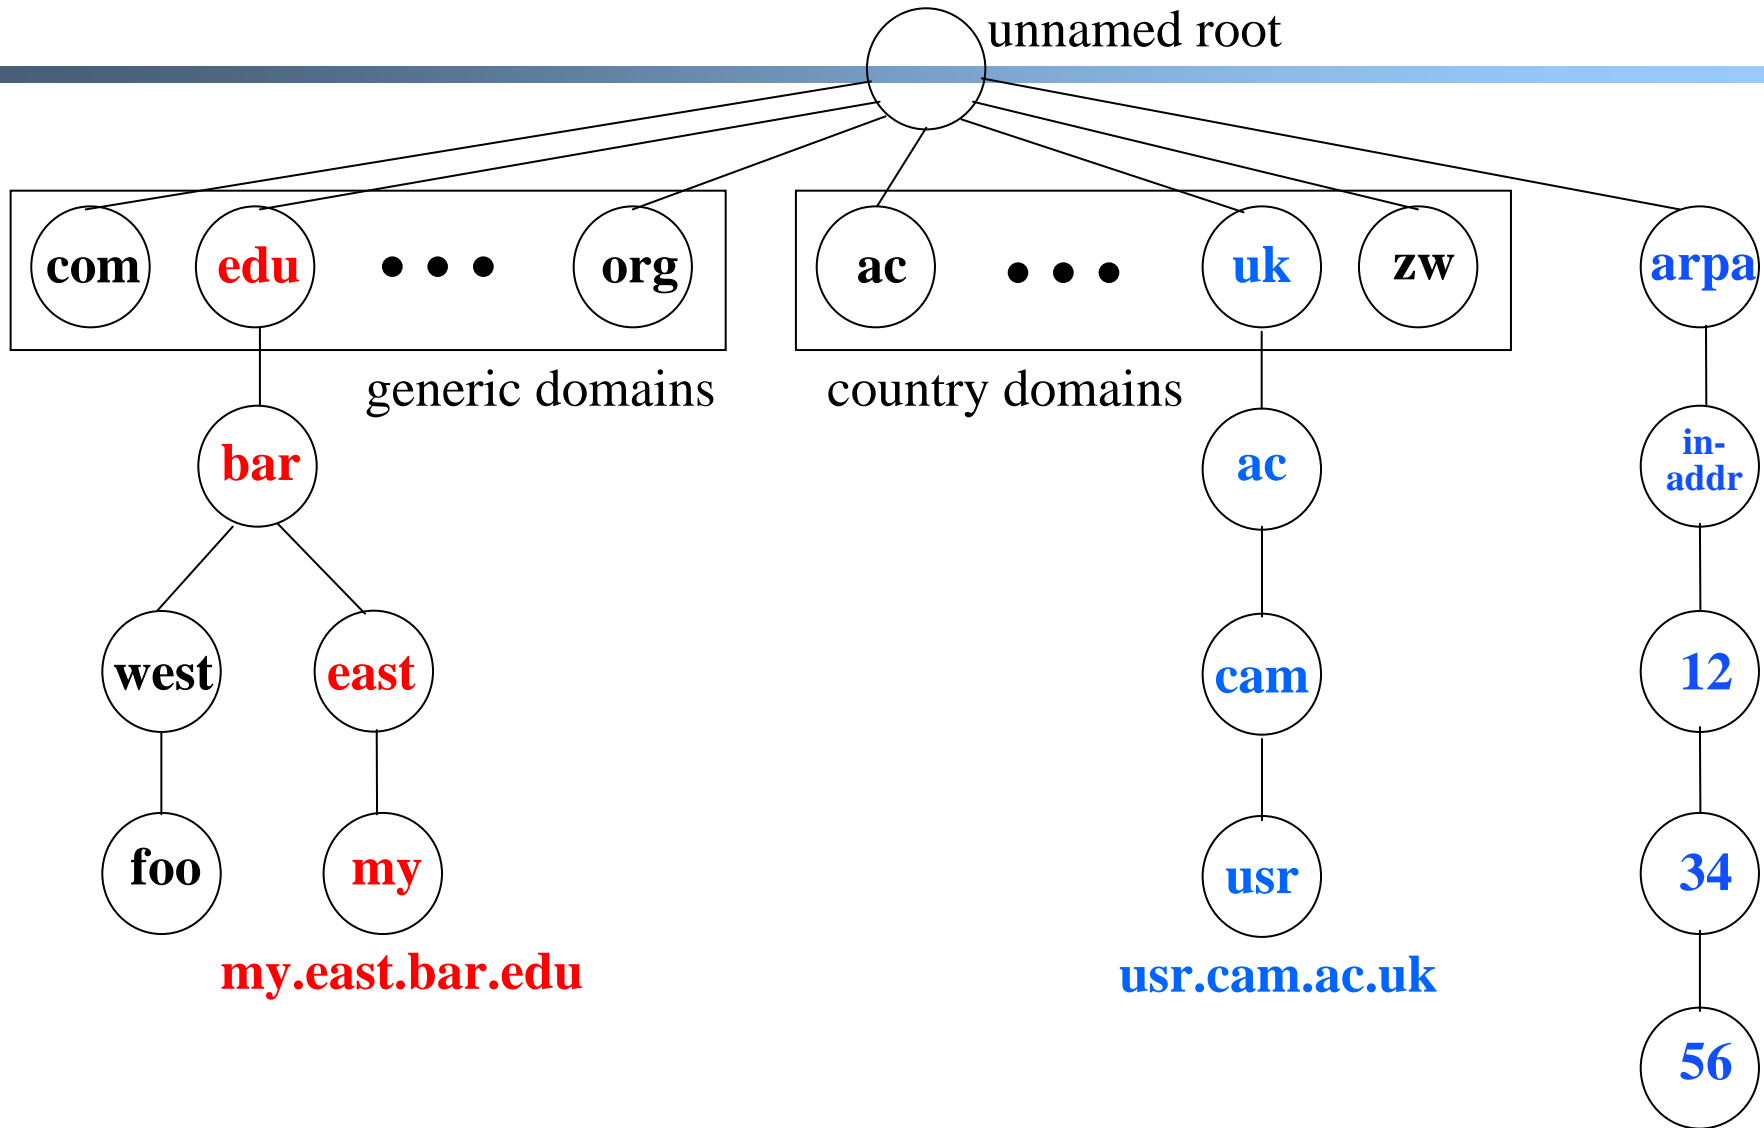 unnamed root
com edu • • • org ac • • • uk zw arpa
generic domains country domains
bar ac in-
addr
west east cam 12
foo my usr 34
my.east.bar.edu usr.cam.ac.uk
56